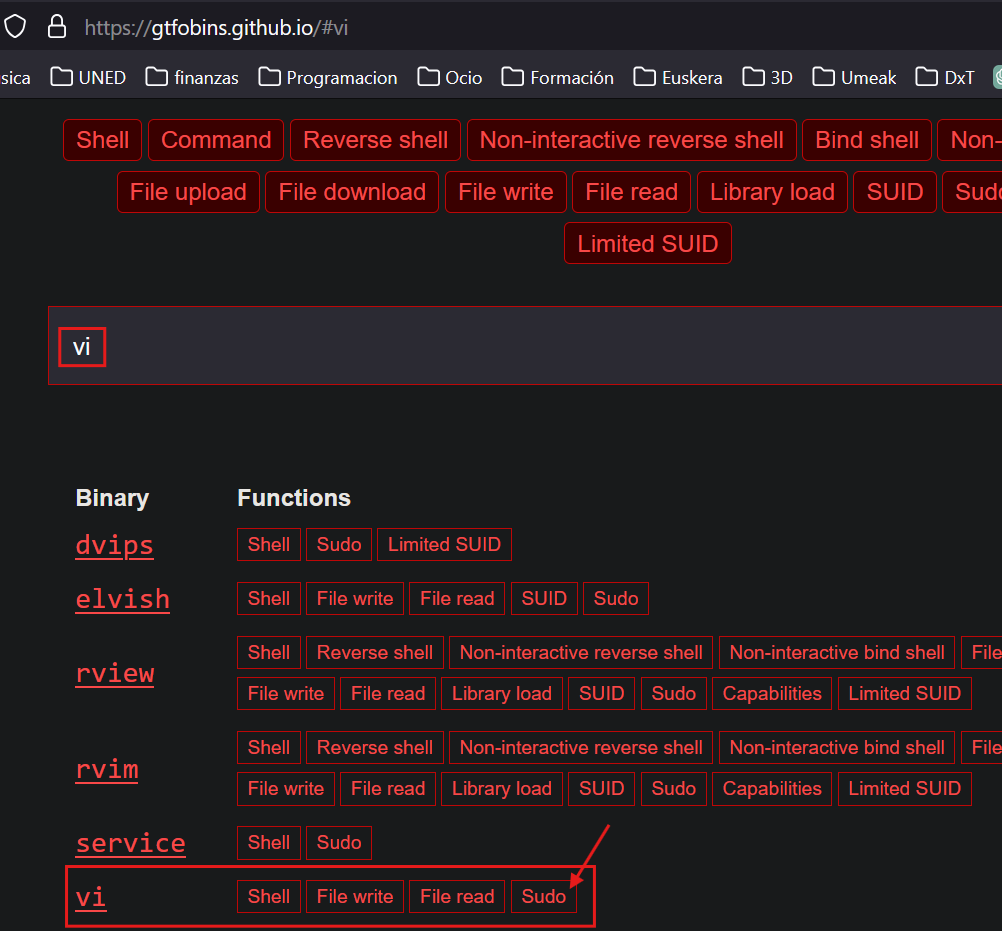 https://gtfobins.github.io/#vi
sica UNED finanzas Programacion Ocio Formación Euskera 3D Umeak DxT
Shell Command Reverse shell Non-interactive reverse shell Bind shell Non-
File upload File download File write File read Library load SUID Sudo
Limited SUID
vi
Binary Functions
dvips Shell Sudo Limited SUID
elvish Shell File write File read SUID Sudo
rview Shell Reverse shell Non-interactive reverse shell Non-interactive bind shell File
File write File read Library load SUID Sudo Capabilities Limited SUID
rvim Shell Reverse shell Non-interactive reverse shell Non-interactive bind shell File
File write File read Library load SUID Sudo Capabilities Limited SUID
service Shell Sudo
vi Shell File write File read Sudo